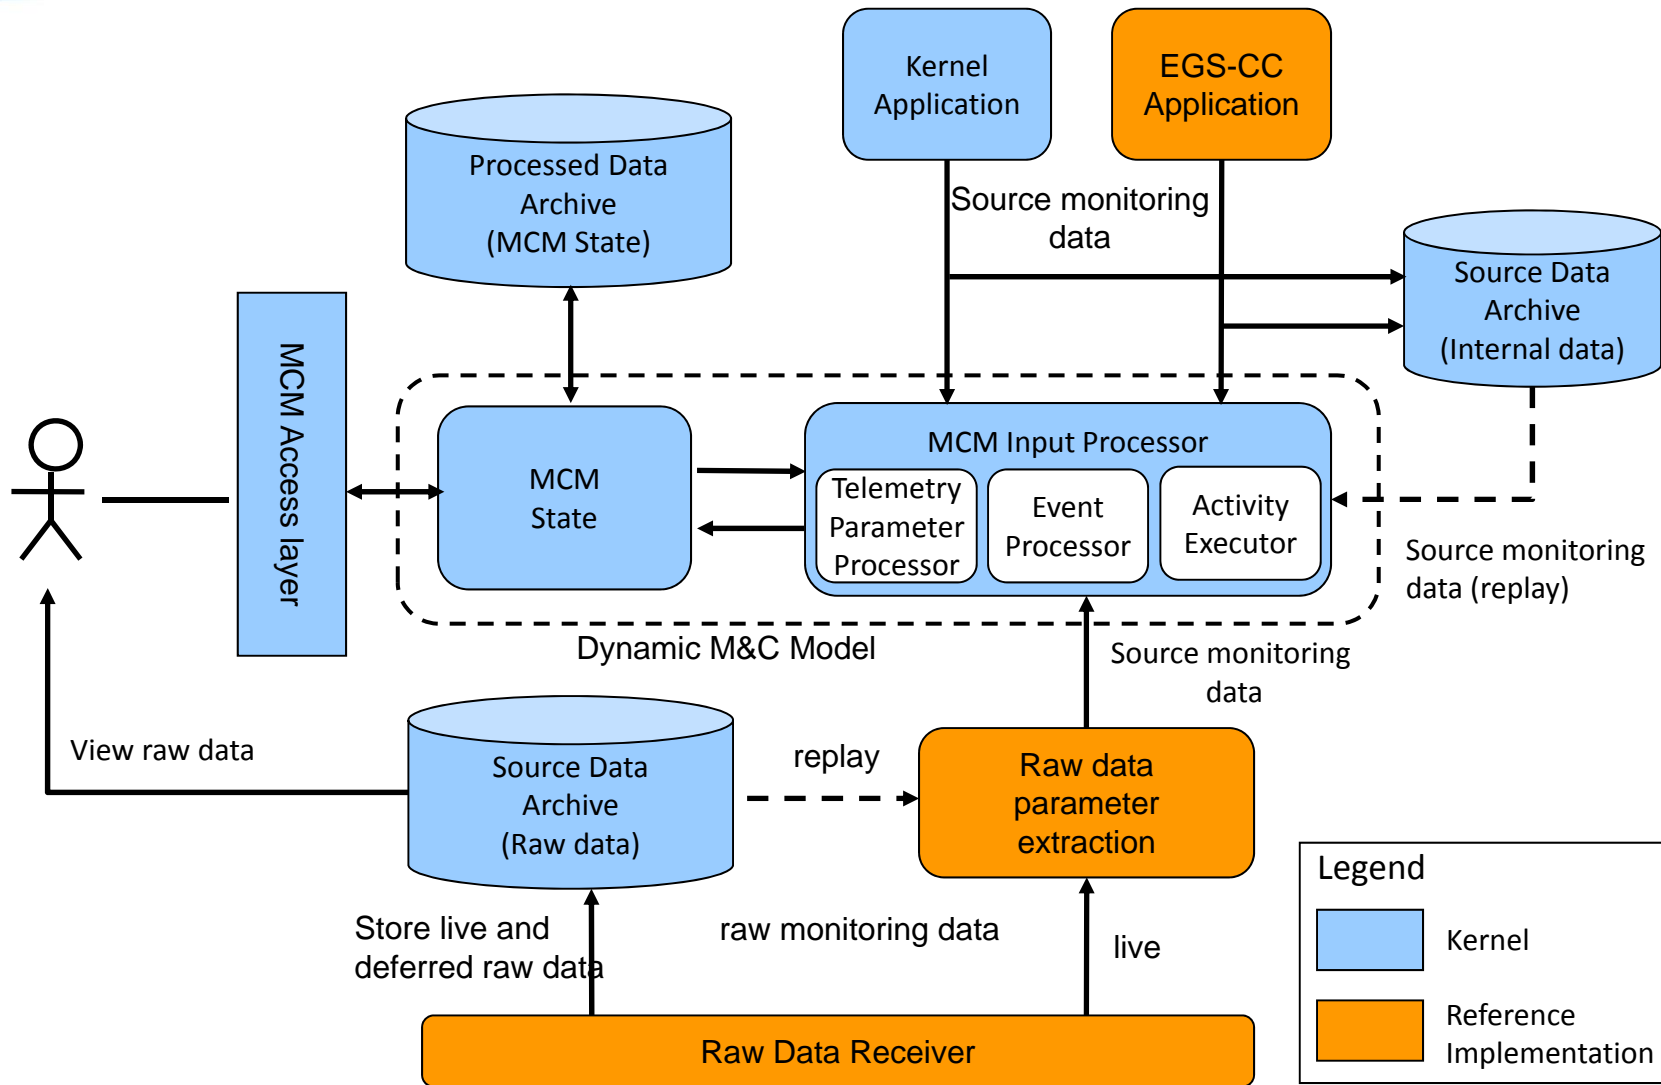 Kernel
Application
EGS-CC
Application
Processed Data
Archive
(MCM State)
Source monitoring
data
Source Data
Archive
(Internal data)
MCM Access layer
MCM
State
MCM Input Processor
Telemetry
Parameter
Processor
Event
Processor
Activity
Executor
Source monitoring
data (replay)
Dynamic M&C Model
Source monitoring
data
View raw data
Source Data
Archive
(Raw data)
replay
Raw data
parameter
extraction
Store live and
deferred raw data
raw monitoring data
live
Raw Data Receiver
Legend
Kernel
Reference
Implementation